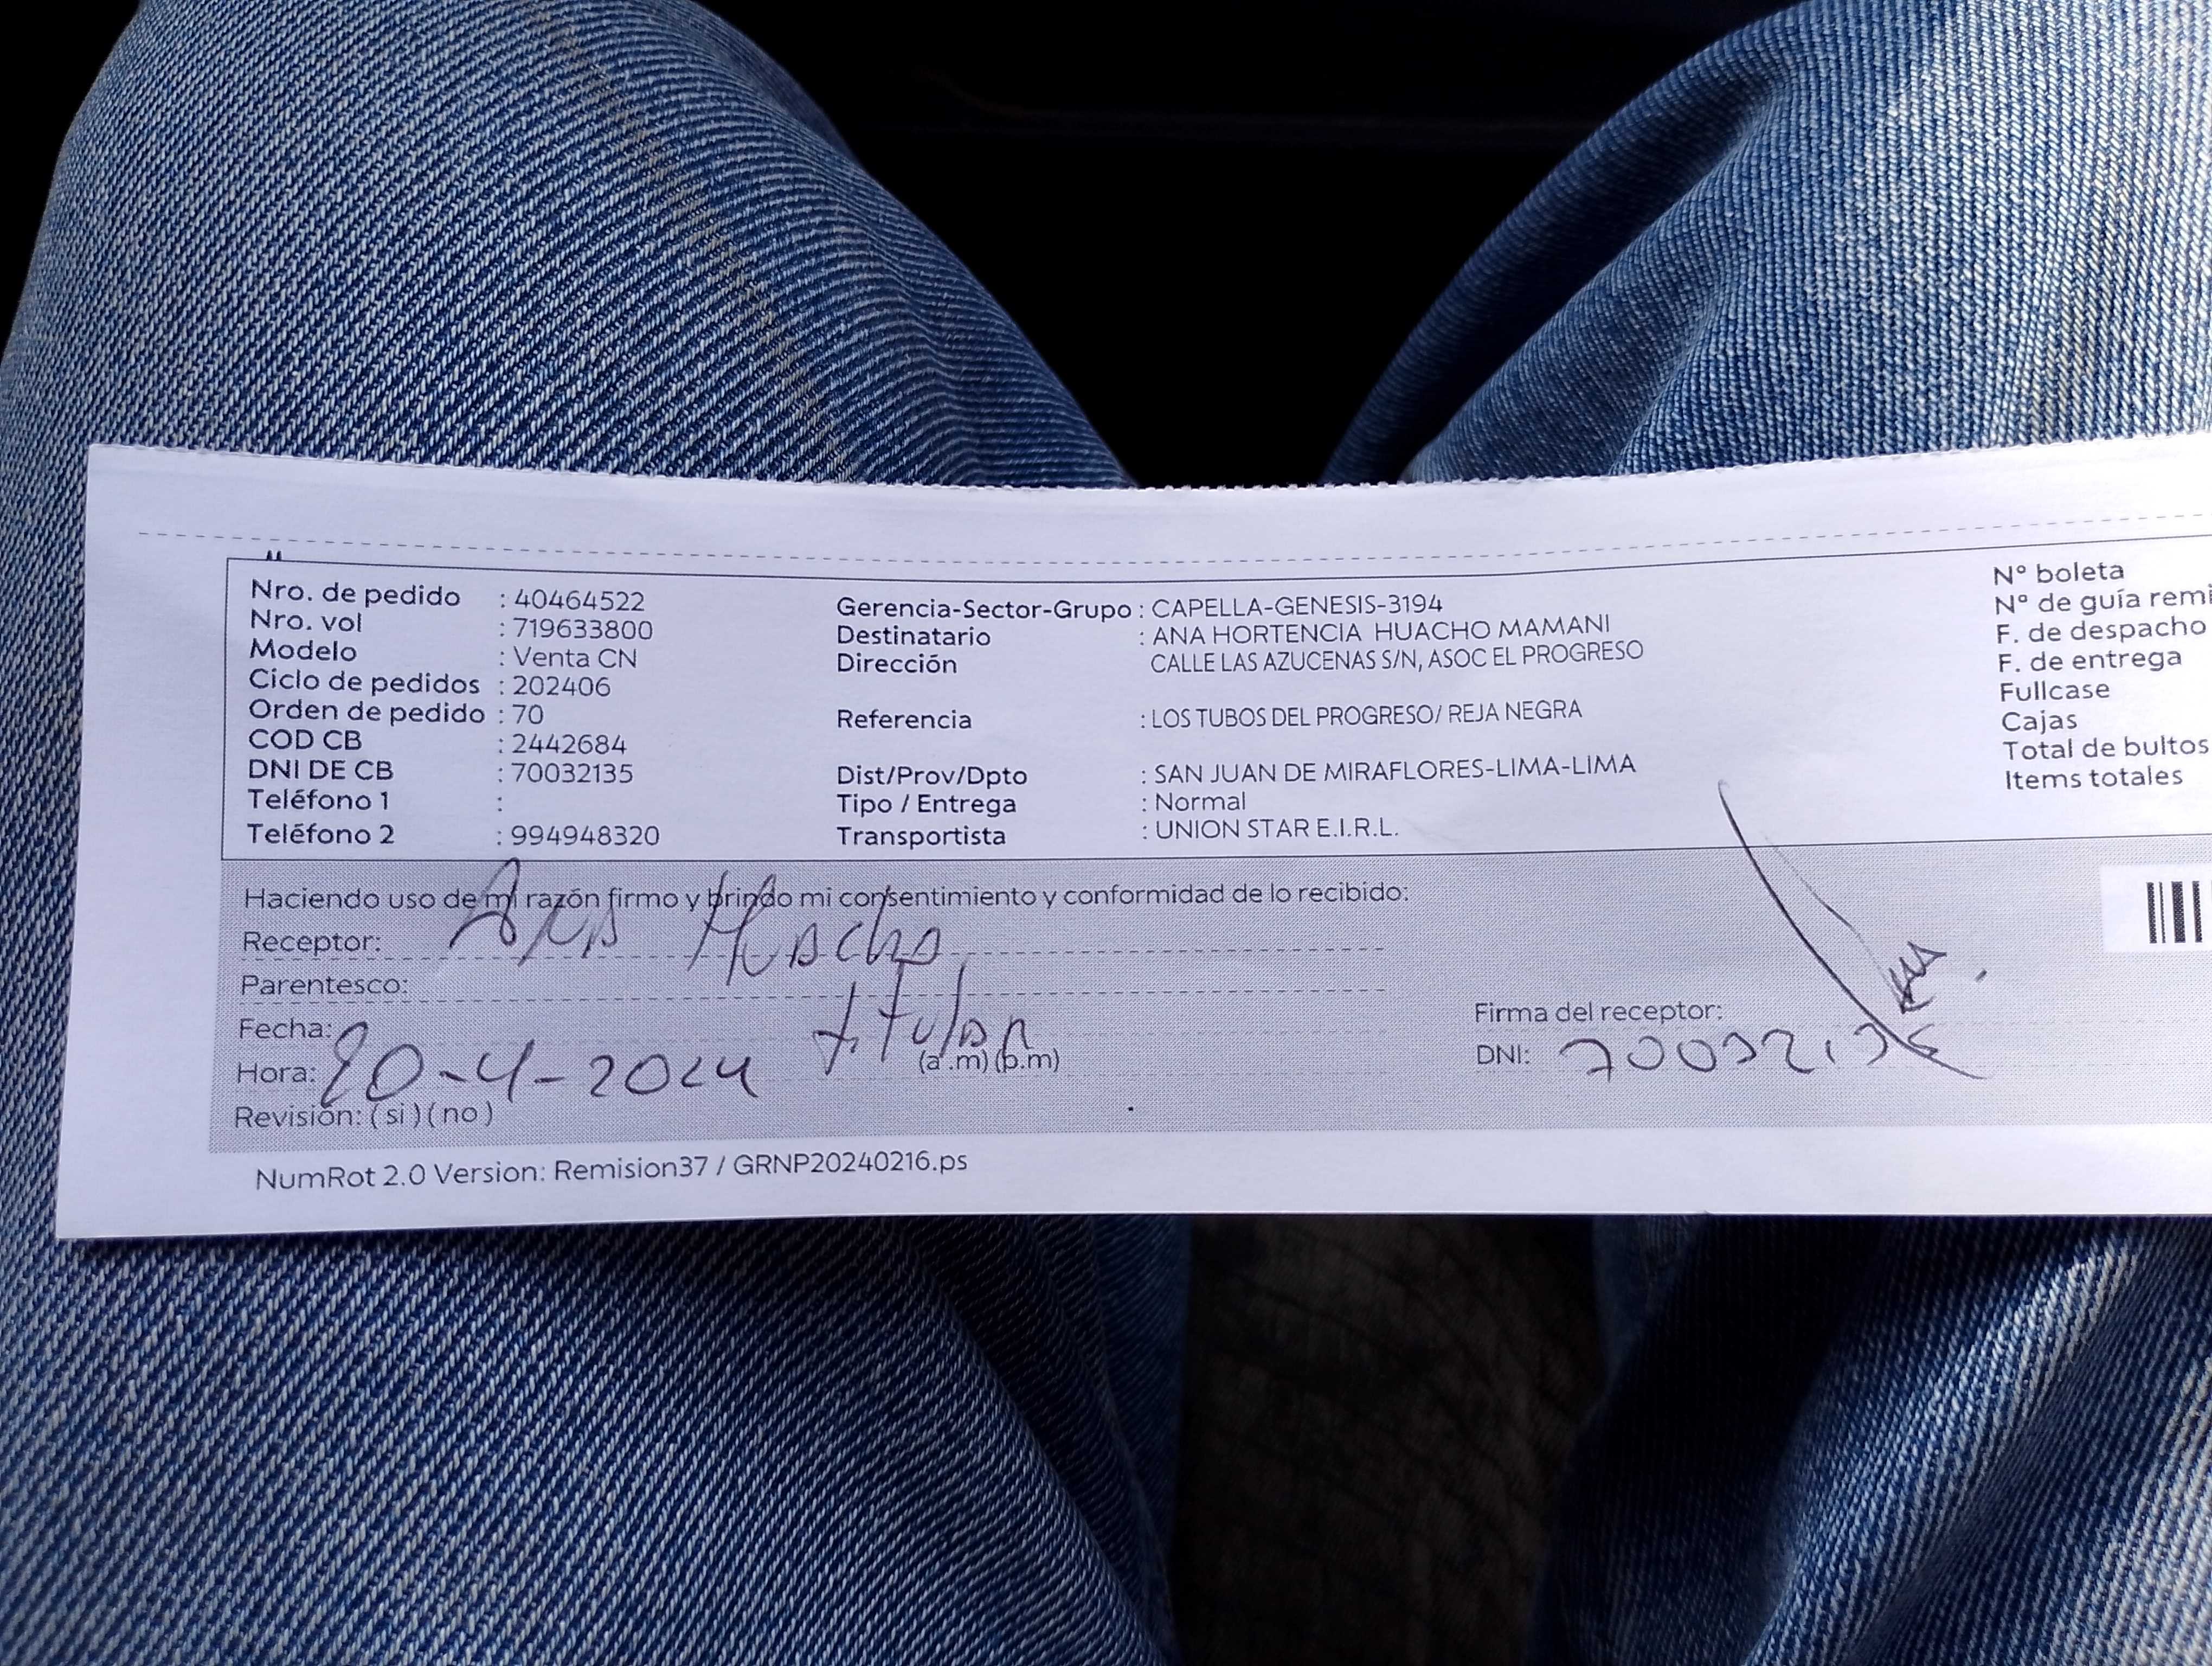 Nro. de pedido : 40464522
Nro. vol : 719633800
Modelo : Venta CN
Ciclo de pedidos : 202406
Orden de pedido : 70
COD CB : 2442684
DNI DE CB : 70032135
Teléfono 1 :
Teléfono 2 : 994948320
Gerencia-Sector-Grupo : CAPELLA-GENESIS-3194
Destinatario : ANA HORTENCIA HUACHO MAMANI
Dirección CALLE LAS AZUCENAS S/N, ASOC EL PROGRESO
Referencia : LOS TUBOS DEL PROGRESO/ REJA NEGRA
Dist/Prov/Dpto : SAN JUAN DE MIRAFLORES-LIMA-LIMA
Tipo / Entrega : Normal
Transportista : UNION STAR E.I.R.L.
N° boleta
N° de guía remi
F. de despacho
F. de entrega
Fullcase
Cajas
Total de bultos
Items totales
Haciendo uso de mi razón firmo y brindo mi consentimiento y conformidad de lo recibido:
Receptor: Ana Huacho
Parentesco: titular
Fecha: 20-4-2024
Hora: (a.m) (p.m)
Revisión: ( si ) ( no )
Firma del receptor:
DNI: 70032135
NumRot 2.0 Version: Remision37 / GRNP20240216.ps